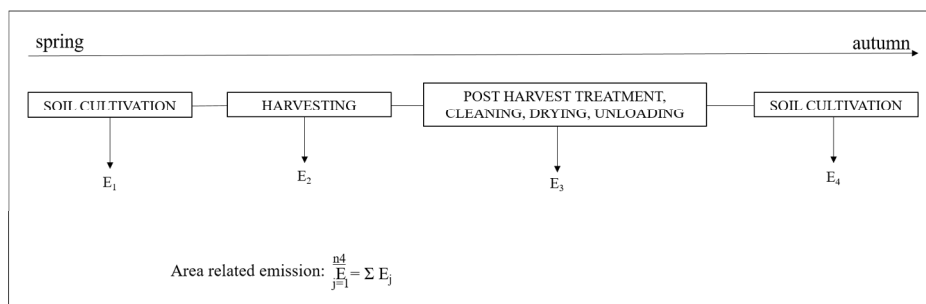 spring autumn
SOIL CULTIVATION HARVESTING POST HARVEST TREATMENT, SOIL CULTIVATION
CLEANING, DRYING, UNLOADING
E₁ E₂ E₃ E₄
n4
Area related emission: E = Σ Eⱼ
j=1